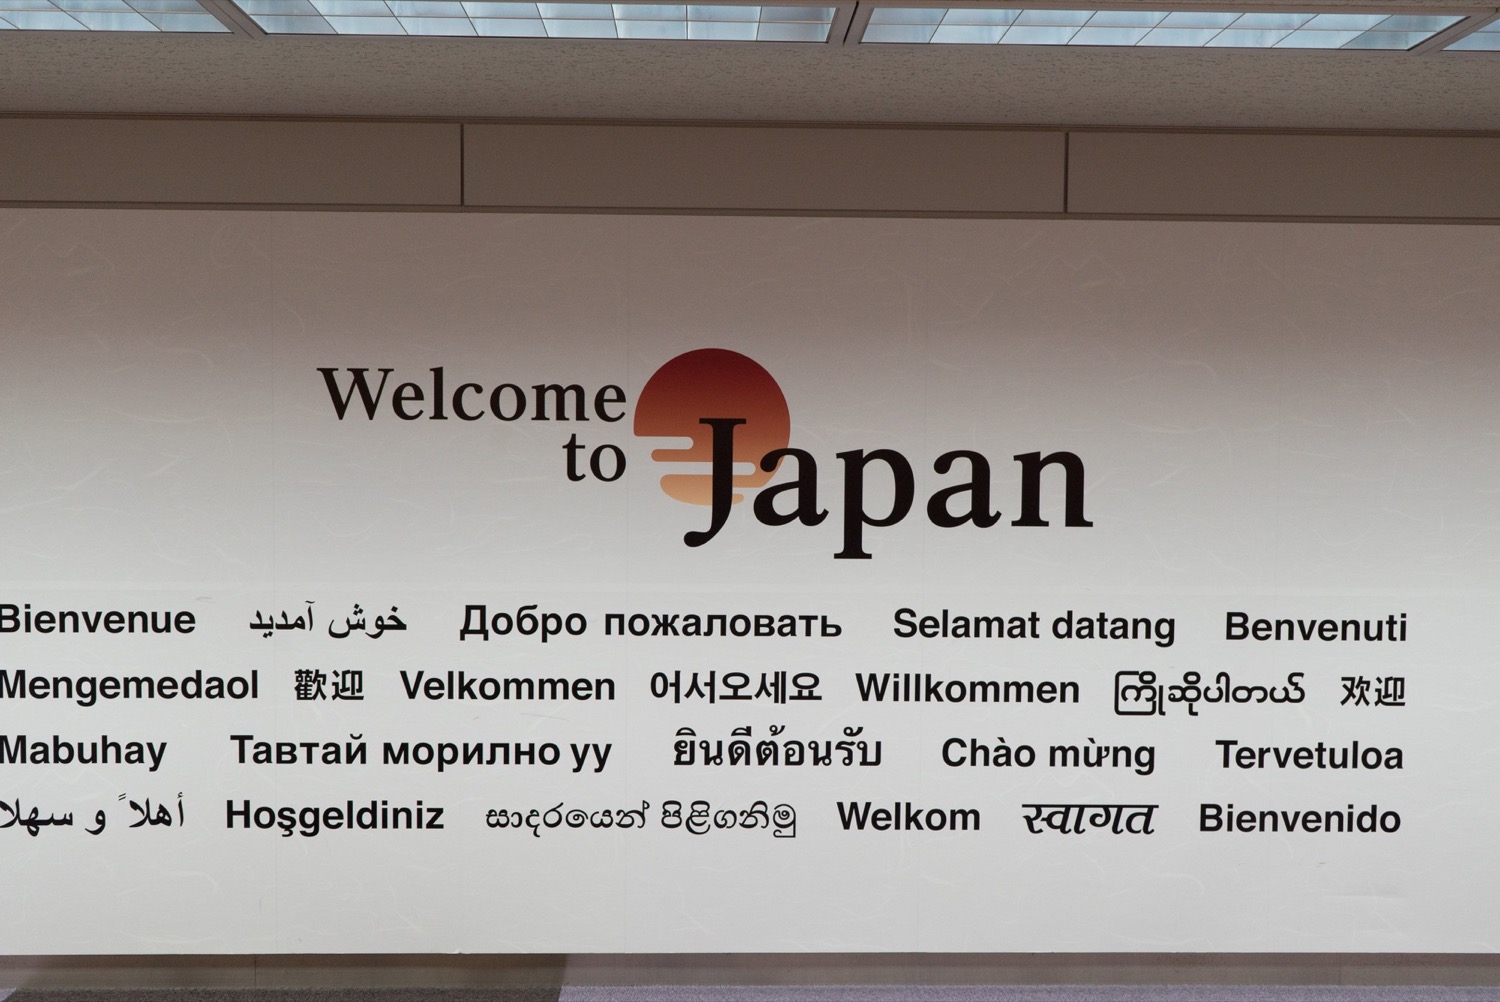 Welcome
to Japan
Bienvenue خوش آمدید Добро пожаловать Selamat datang Benvenuti
Mengemedaol 歡迎 Velkommen 어서오세요 Willkommen ကြိုဆိုပါတယ် 欢迎
Mabuhay Тавтай морилно уу ยินดีต้อนรับ Chào mừng Tervetuloa
أهلا ً و سهلا Hoşgeldiniz සාදරයෙන් පිළිගනිමු Welkom स्वागत Bienvenido